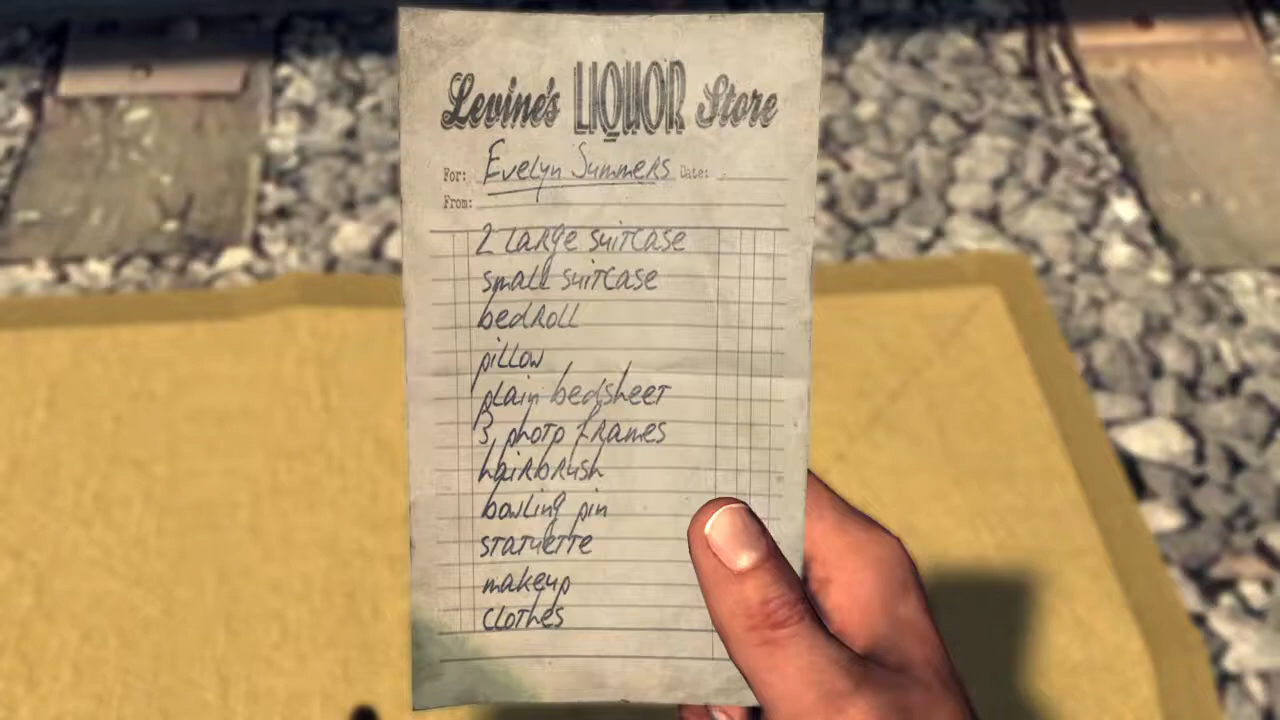 Levine's LIQUOR Store
For: Evelyn Summers Date:
From:
2 large suitcase
small suitcase
bedroll
pillow
plain bedsheet
3 photo frames
hairbrush
bowling pin
statuette
makeup
clothes